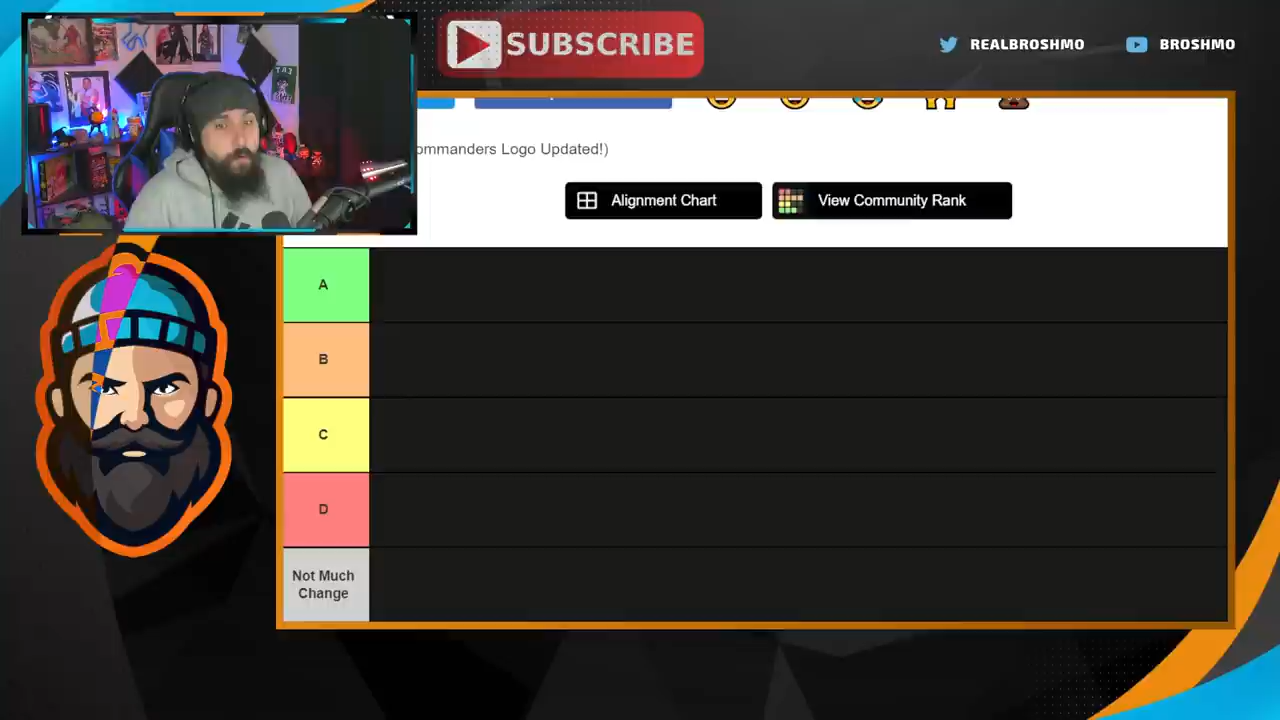 SUBSCRIBE
REALBROSHMO
BROSHMO
ommanders Logo Updated!)
Alignment Chart
View Community Rank
A
B
C
D
Not Much
Change